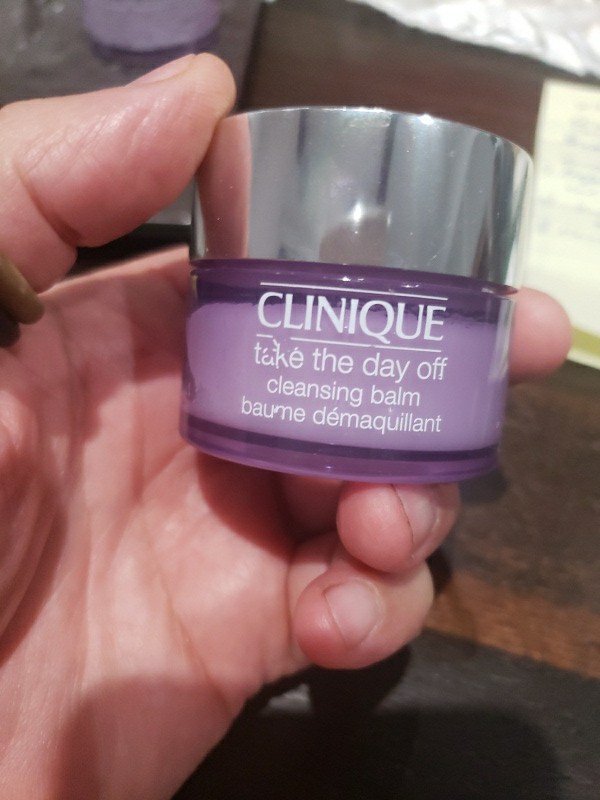 CLINIQUE
take the day off
cleansing balm
baume démaquillant